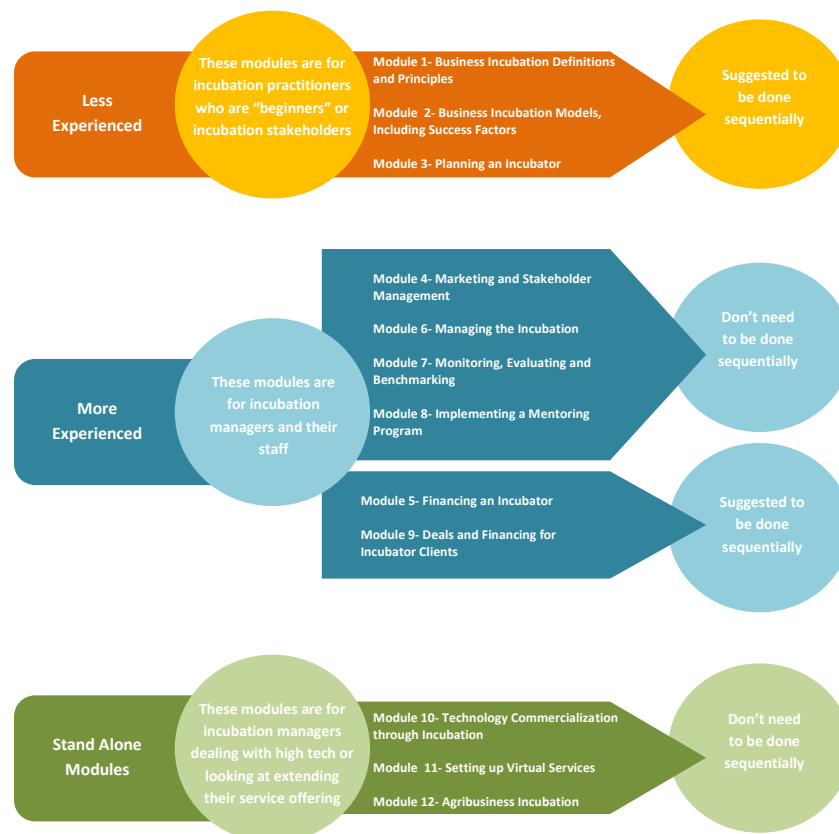 Less
Experienced
These modules are for
incubation practitioners
who are “beginners” or
incubation stakeholders
Module 1- Business Incubation Definitions
and Principles
Module  2- Business Incubation Models,
Including Success Factors
Module 3- Planning an Incubator
Suggested to
be done
sequentially
More
Experienced
These modules are
for incubation
managers and their
staff
Module 4- Marketing and Stakeholder
Management
Module 6- Managing the Incubation
Module 7- Monitoring, Evaluating and
Benchmarking
Module 8- Implementing a Mentoring
Program
Don’t need
to be done
sequentially
Module 5- Financing an Incubator
Module 9- Deals and Financing for
Incubator Clients
Suggested to
be done
sequentially
Stand Alone
Modules
These modules are for
incubation managers
dealing with high tech or
looking at extending
their service offering
Module 10- Technology Commercialization
through Incubation
Module  11- Setting up Virtual Services
Module 12- Agribusiness Incubation
Don’t need
to be done
sequentially